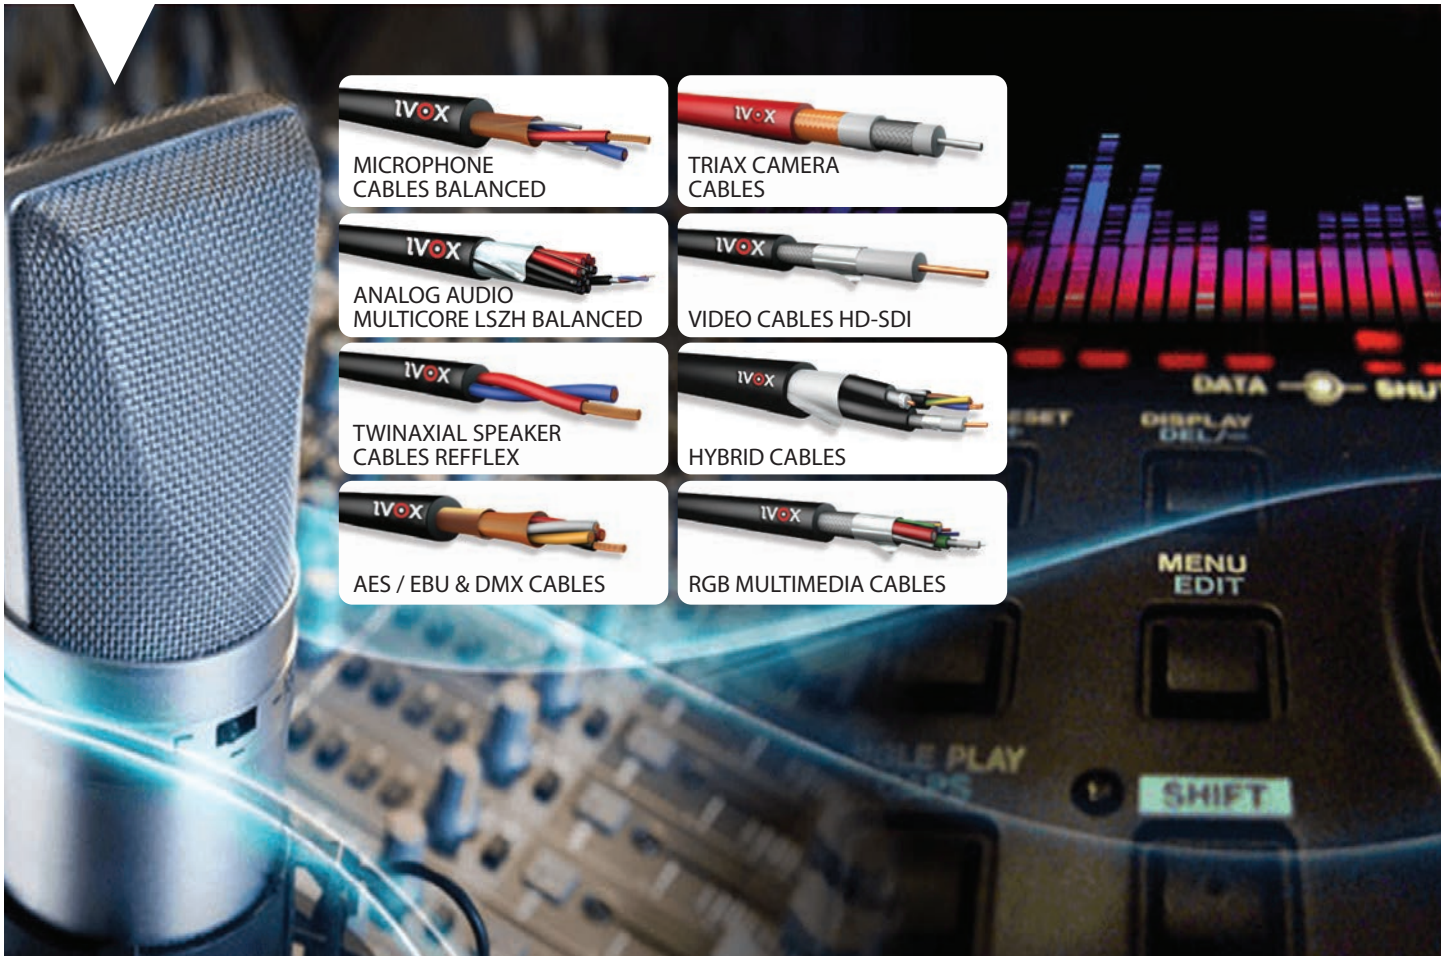 IVOX
MICROPHONE
CABLES BALANCED
IVOX
TRIAX CAMERA
CABLES
IVOX
ANALOG AUDIO
MULTICORE LSZH BALANCED
IVOX
VIDEO CABLES HD-SDI
IVOX
TWINAXIAL SPEAKER
CABLES REFFLEX
IVOX
HYBRID CABLES
IVOX
AES / EBU & DMX CABLES
IVOX
RGB MULTIMEDIA CABLES
DATA
DISPLAY
DEL/–
MENU
EDIT
PLAY
SHIFT